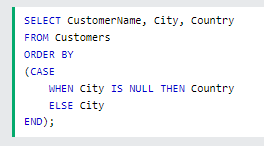 SELECT CustomerName, City, Country
FROM Customers
ORDER BY
(CASE
    WHEN City IS NULL THEN Country
    ELSE City
END);